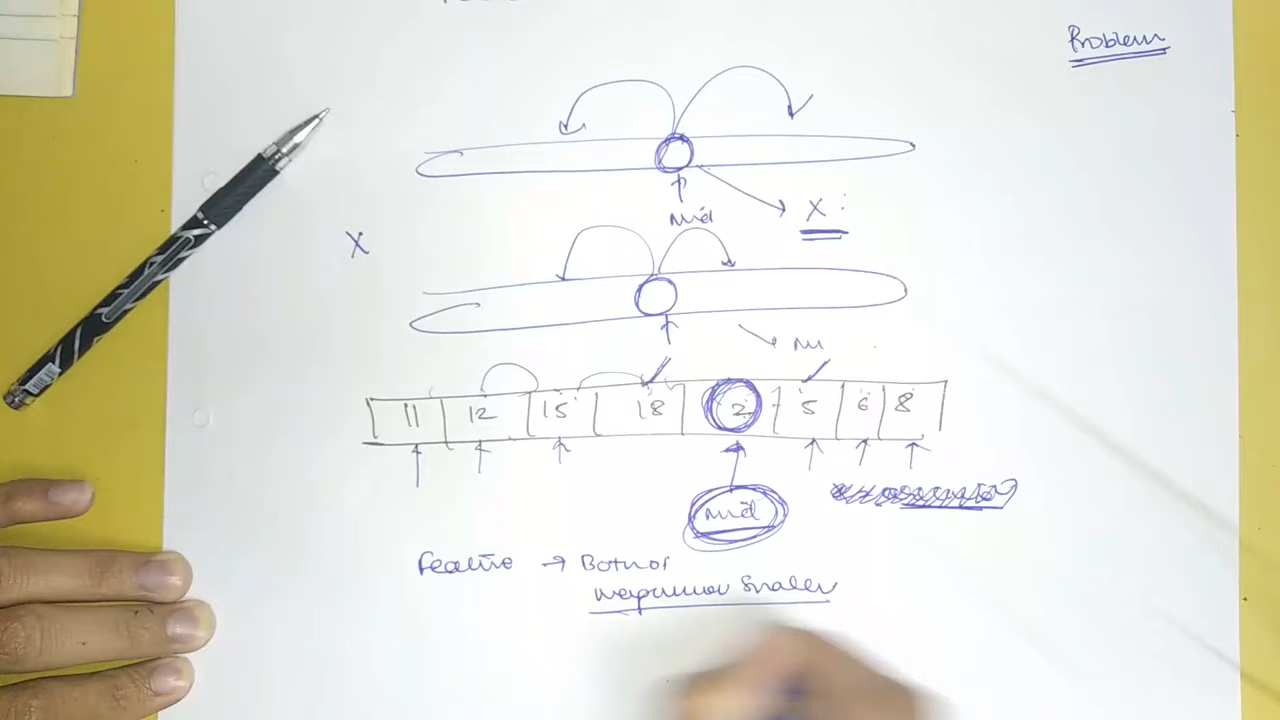 Problem
Mid
X
X
11 12 15 18 2 5 6 8
Mid
Feature → Both of
neighbour Smaller